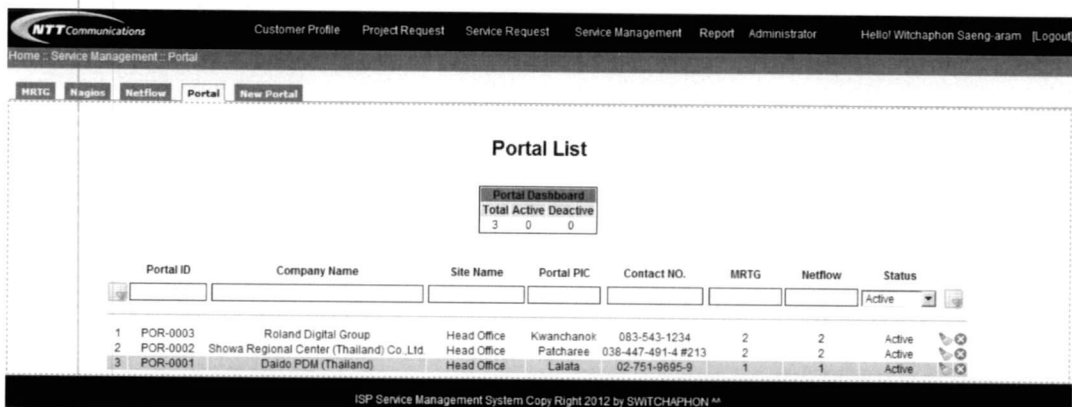 NTT Communications
Customer Profile Project Request Service Request Service Management Report Administrator Hello! Witchaphon Saeng-aram [Logout]
Home :: Service Management :: Portal
MRTG Nagios Netflow Portal New Portal
Portal List
Portal Dashboard
Total Active Deactive
3 0 0
Portal ID Company Name Site Name Portal PIC Contact NO. MRTG Netflow Status
Active
1 POR-0003 Roland Digital Group Head Office Kwanchanok 083-543-1234 2 2 Active
2 POR-0002 Showa Regional Center (Thailand) Co.,Ltd. Head Office Patcharee 038-447-491-4 #213 2 2 Active
3 POR-0001 Daido PDM (Thailand) Head Office Lalata 02-751-9695-9 1 1 Active
ISP Service Management System Copy Right 2012 by SWiTCHAPHON ^^